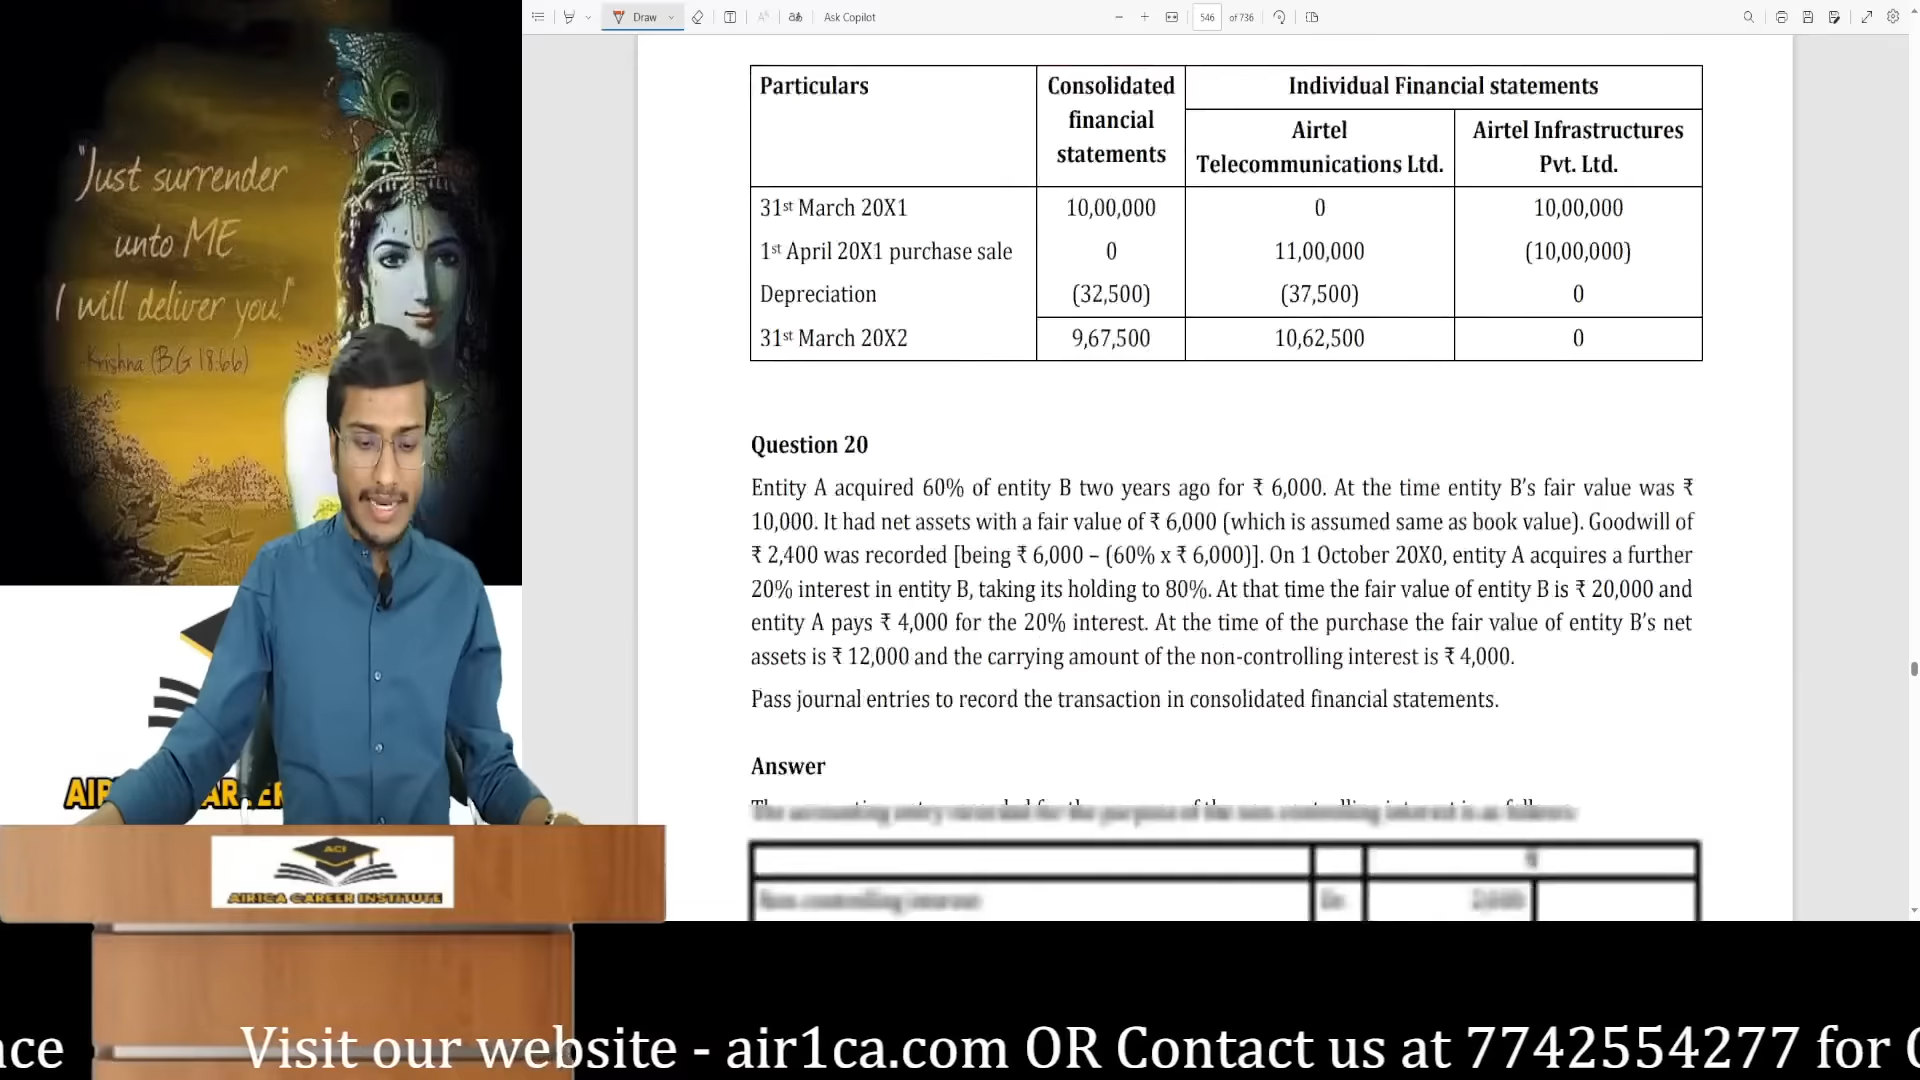 "Just surrender
unto ME
I will deliver you!"
-Krishna (B.G 18:66)
ACI
AIR1CA CAREER INSTITUTE
Draw
Ask Copilot
546 of 736
Particulars
Consolidated financial statements
Individual Financial statements
Airtel Telecommunications Ltd.
Airtel Infrastructures Pvt. Ltd.
31st March 20X1 10,00,000 0 10,00,000
1st April 20X1 purchase sale 0 11,00,000 (10,00,000)
Depreciation (32,500) (37,500) 0
31st March 20X2 9,67,500 10,62,500 0
Question 20
Entity A acquired 60% of entity B two years ago for ₹ 6,000. At the time entity B's fair value was ₹
10,000. It had net assets with a fair value of ₹ 6,000 (which is assumed same as book value). Goodwill of
₹ 2,400 was recorded [being ₹ 6,000 – (60% x ₹ 6,000)]. On 1 October 20X0, entity A acquires a further
20% interest in entity B, taking its holding to 80%. At that time the fair value of entity B is ₹ 20,000 and
entity A pays ₹ 4,000 for the 20% interest. At the time of the purchase the fair value of entity B's net
assets is ₹ 12,000 and the carrying amount of the non-controlling interest is ₹ 4,000.
Pass journal entries to record the transaction in consolidated financial statements.
Answer
Visit our website - air1ca.com OR Contact us at 7742554277 for